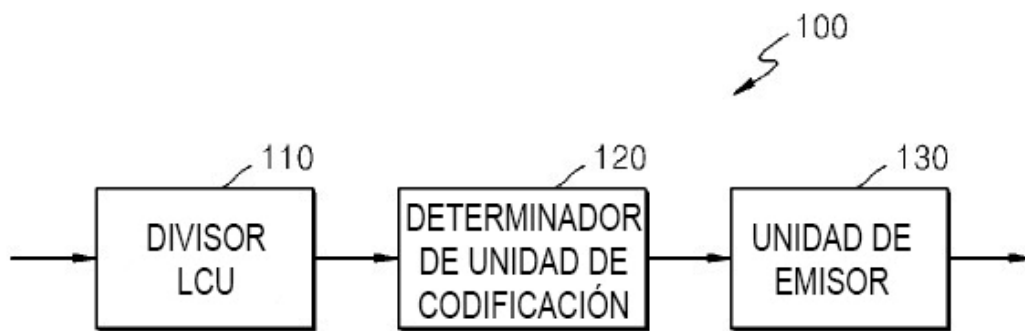 100
110
120
130
DIVISOR
LCU
DETERMINADOR
DE UNIDAD DE
CODIFICACIÓN
UNIDAD DE
EMISOR